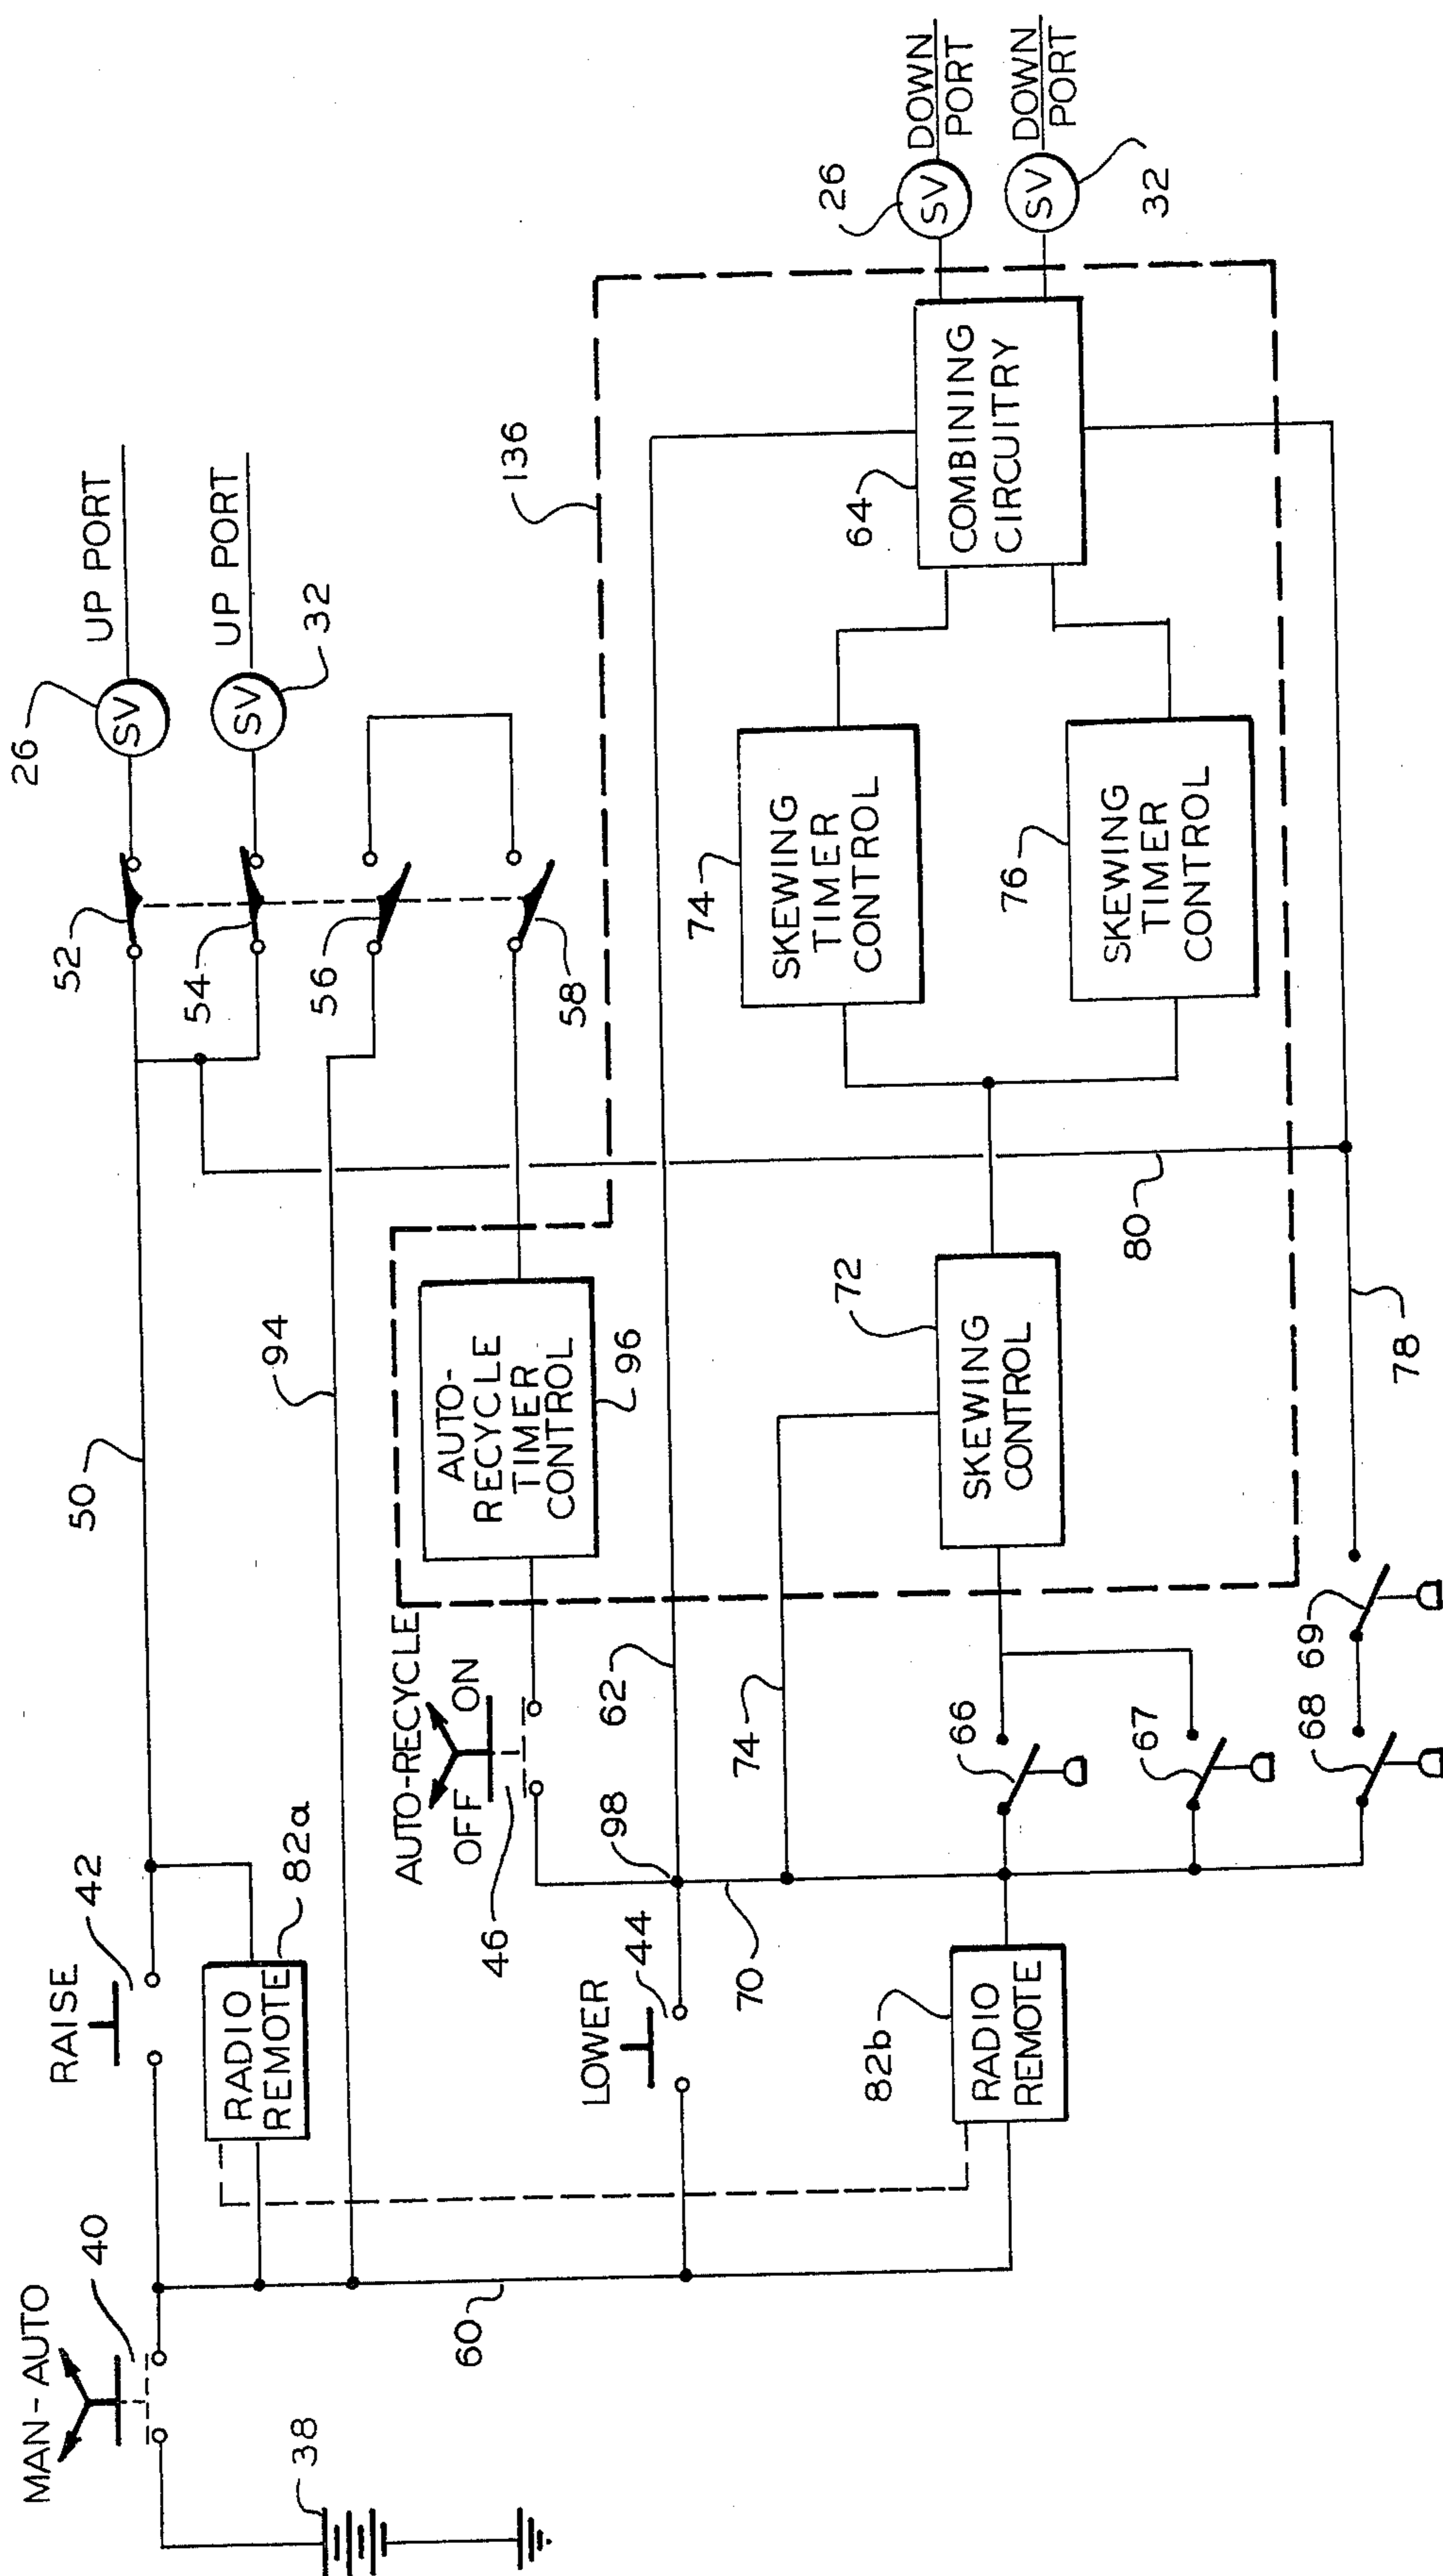 MAN-AUTO
40
38
RAISE
42
RADIO
REMOTE
82a
50
52
54
56
58
26
SV
UP PORT
SV
UP PORT
32
60
94
AUTO-RECYCLE
OFF ON
46
AUTO-
RECYCLE
TIMER
CONTROL
96
136
LOWER
44
98
62
70
74
82b
RADIO
REMOTE
66
67
68
69
72
SKEWING
CONTROL
80
78
74
SKEWING
TIMER
CONTROL
76
SKEWING
TIMER
CONTROL
64
COMBINING
CIRCUITRY
26
SV
DOWN
PORT
SV
DOWN
PORT
32